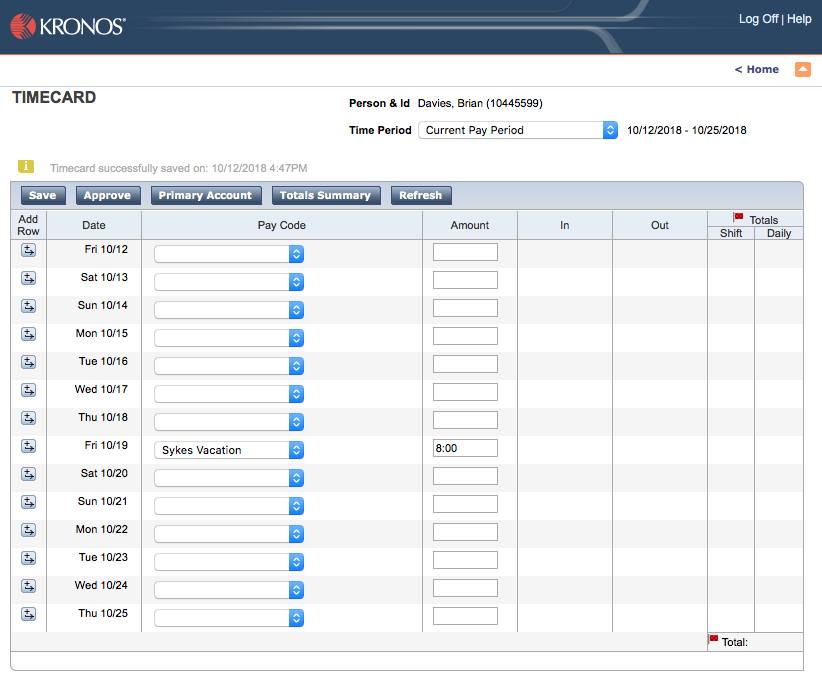 KRONOS®
Log Off | Help
< Home
TIMECARD
Person & Id Davies, Brian (10445599)
Time Period Current Pay Period 10/12/2018 - 10/25/2018
i Timecard successfully saved on: 10/12/2018 4:47PM
Save Approve Primary Account Totals Summary Refresh
Add Row Date Pay Code Amount In Out Totals
Shift Daily
Fri 10/12
Sat 10/13
Sun 10/14
Mon 10/15
Tue 10/16
Wed 10/17
Thu 10/18
Fri 10/19 Sykes Vacation 8:00
Sat 10/20
Sun 10/21
Mon 10/22
Tue 10/23
Wed 10/24
Thu 10/25
Total: